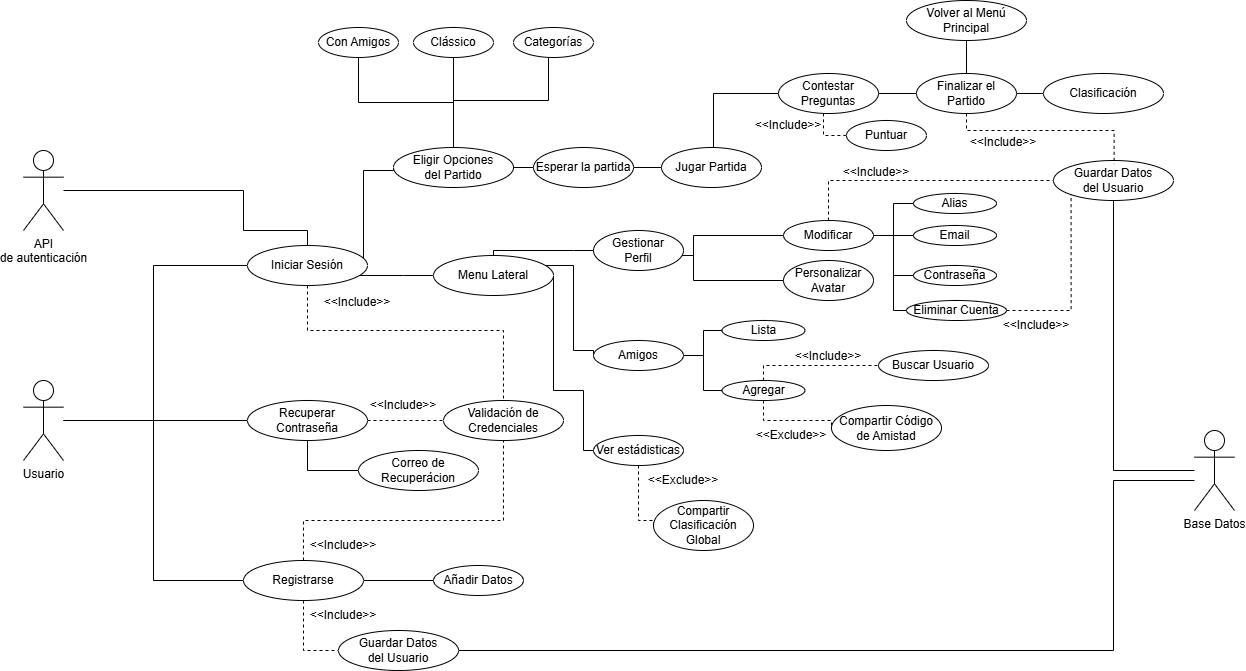 Volver al Menú
Principal
Con Amigos
Clássico
Categorías
Contestar
Preguntas
Finalizar el
Partido
Clasificación
<<Include>>
Puntuar
<<Include>>
Eligir Opciones
del Partido
Esperar la partida
Jugar Partida
<<Include>>
Guardar Datos
del Usuario
API
de autenticación
Alias
Modificar
Email
Gestionar
Perfil
Iniciar Sesión
Menu Lateral
Personalizar
Avatar
Contraseña
<<Include>>
Eliminar Cuenta
<<Include>>
Lista
Amigos
<<Include>>
Buscar Usuario
Agregar
Usuario
Recuperar
Contraseña
<<Include>>
Validación de
Credenciales
<<Exclude>>
Compartir Código
de Amistad
Correo de
Recuperácion
Ver estádisticas
<<Exclude>>
Compartir
Clasificación
Global
Base Datos
<<Include>>
Registrarse
Añadir Datos
<<Include>>
Guardar Datos
del Usuario